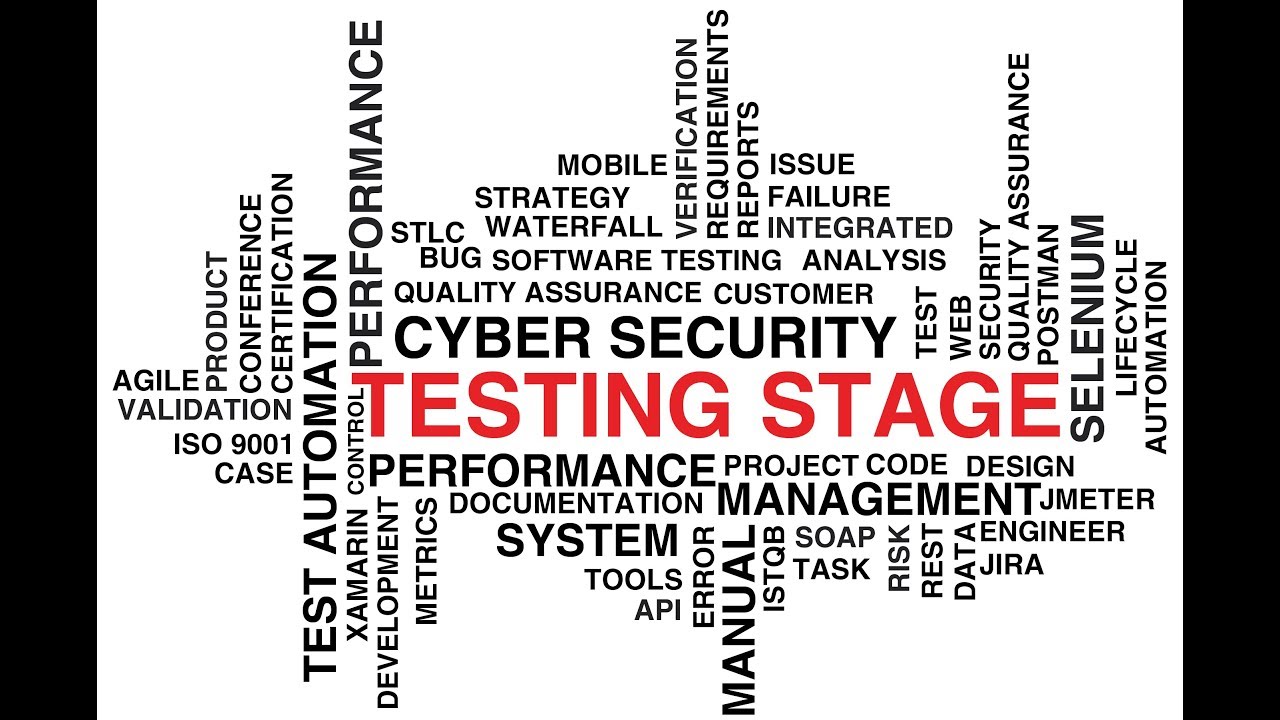 PERFORMANCE
VERIFICATION
REQUIREMENTS
REPORTS
MOBILE
ISSUE
STRATEGY
FAILURE
STLC
WATERFALL
INTEGRATED
BUG
SOFTWARE TESTING
ANALYSIS
QUALITY ASSURANCE
CUSTOMER
CYBER SECURITY
TEST
WEB
SECURITY
QUALITY ASSURANCE
POSTMAN
SELENIUM
LIFECYCLE
AUTOMATION
PRODUCT
CONFERENCE
CERTIFICATION
TEST AUTOMATION
AGILE
VALIDATION
ISO 9001
CASE
CONTROL
TESTING STAGE
PERFORMANCE
PROJECT
CODE
DESIGN
DOCUMENTATION
MANAGEMENT
JMETER
XAMARIN
DEVELOPMENT
METRICS
SYSTEM
TOOLS
API
ERROR
MANUAL
ISTQB
SOAP
TASK
RISK
REST
DATA
ENGINEER
JIRA